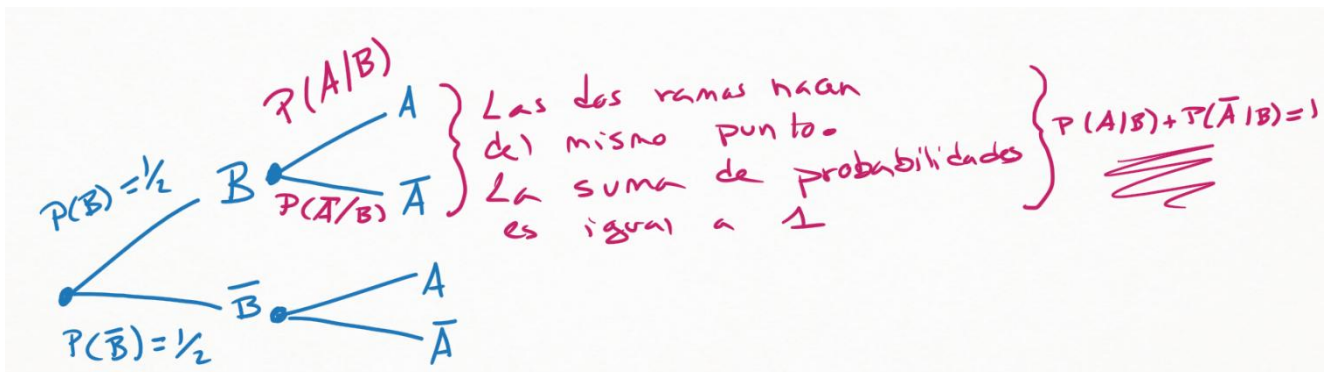 P(A|B)
A
Las dos ramas nacen
del mismo punto.
P(A|B)+P(A̅|B)=1
P(B)=1/2
B
P(A̅/B)
A̅
La suma de probabilidades
es igual a 1
B̅
A
P(B̅)=1/2
A̅